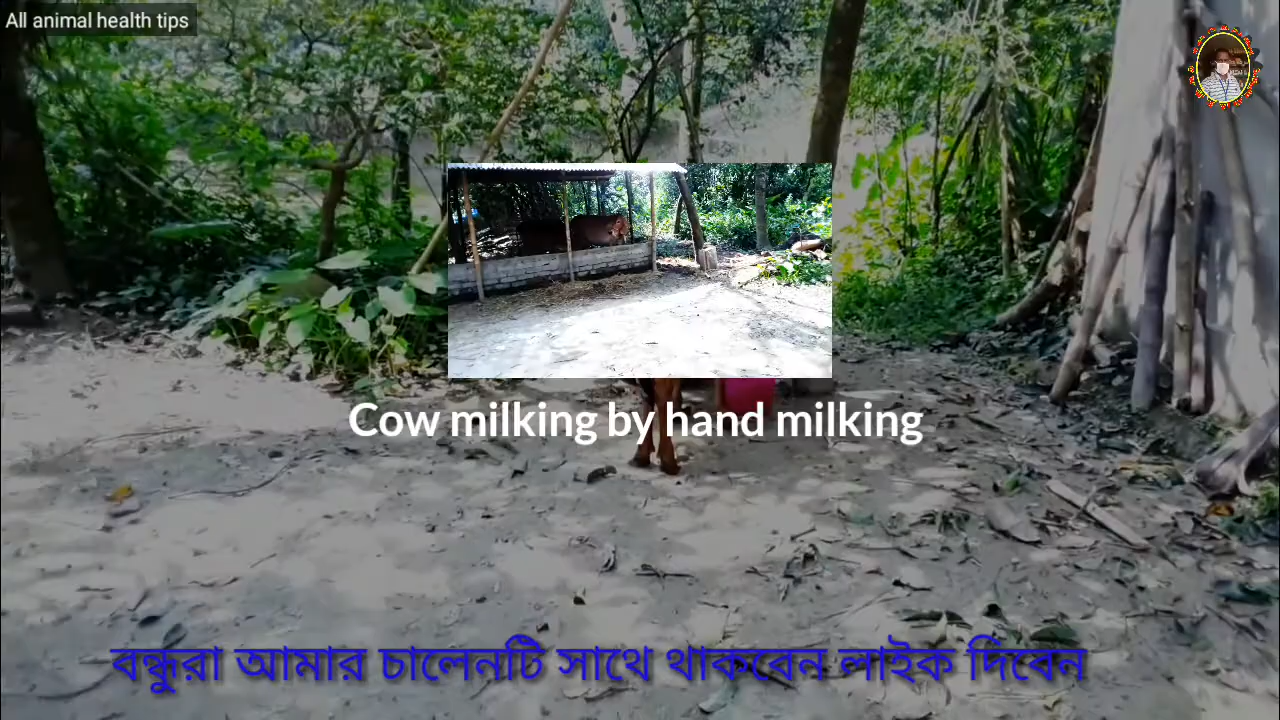 All animal health tips
Cow milking by hand milking
বন্ধুরা আমার চালেনটি সাথে থাকবেন লাইক দিবেন